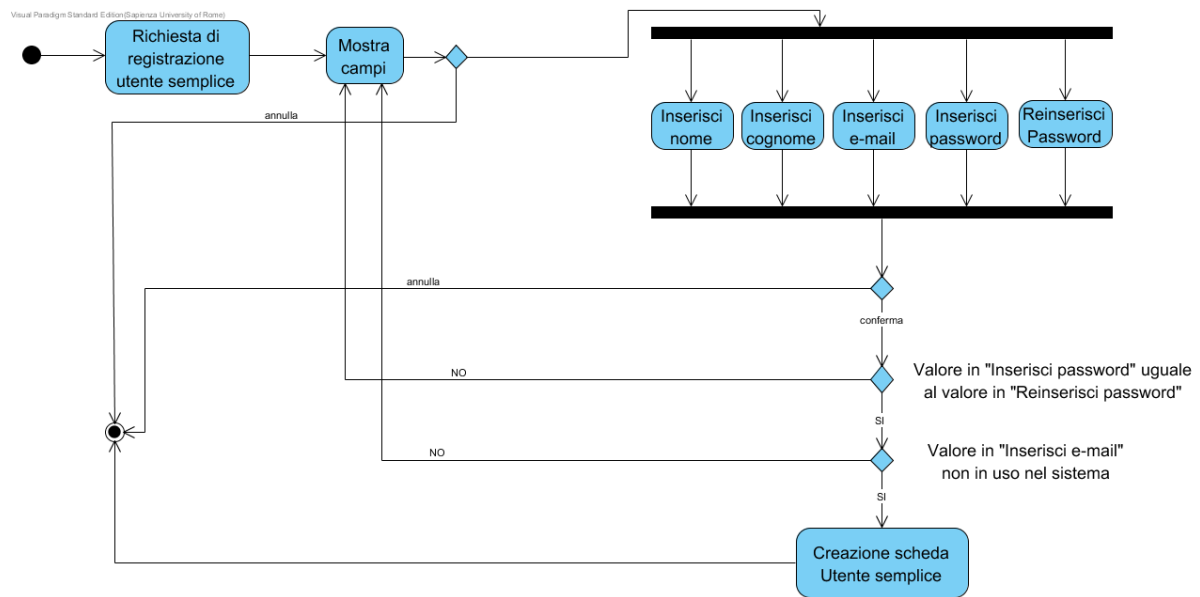 Visual Paradigm Standard Edition(Sapienza University of Rome)
Richiesta di
registrazione
utente semplice
Mostra
campi
annulla
Inserisci
nome
Inserisci
cognome
Inserisci
e-mail
Inserisci
password
Reinserisci
Password
annulla
conferma
NO
Valore in "Inserisci password" uguale
al valore in "Reinserisci password"
SI
NO
Valore in "Inserisci e-mail"
non in uso nel sistema
SI
Creazione scheda
Utente semplice